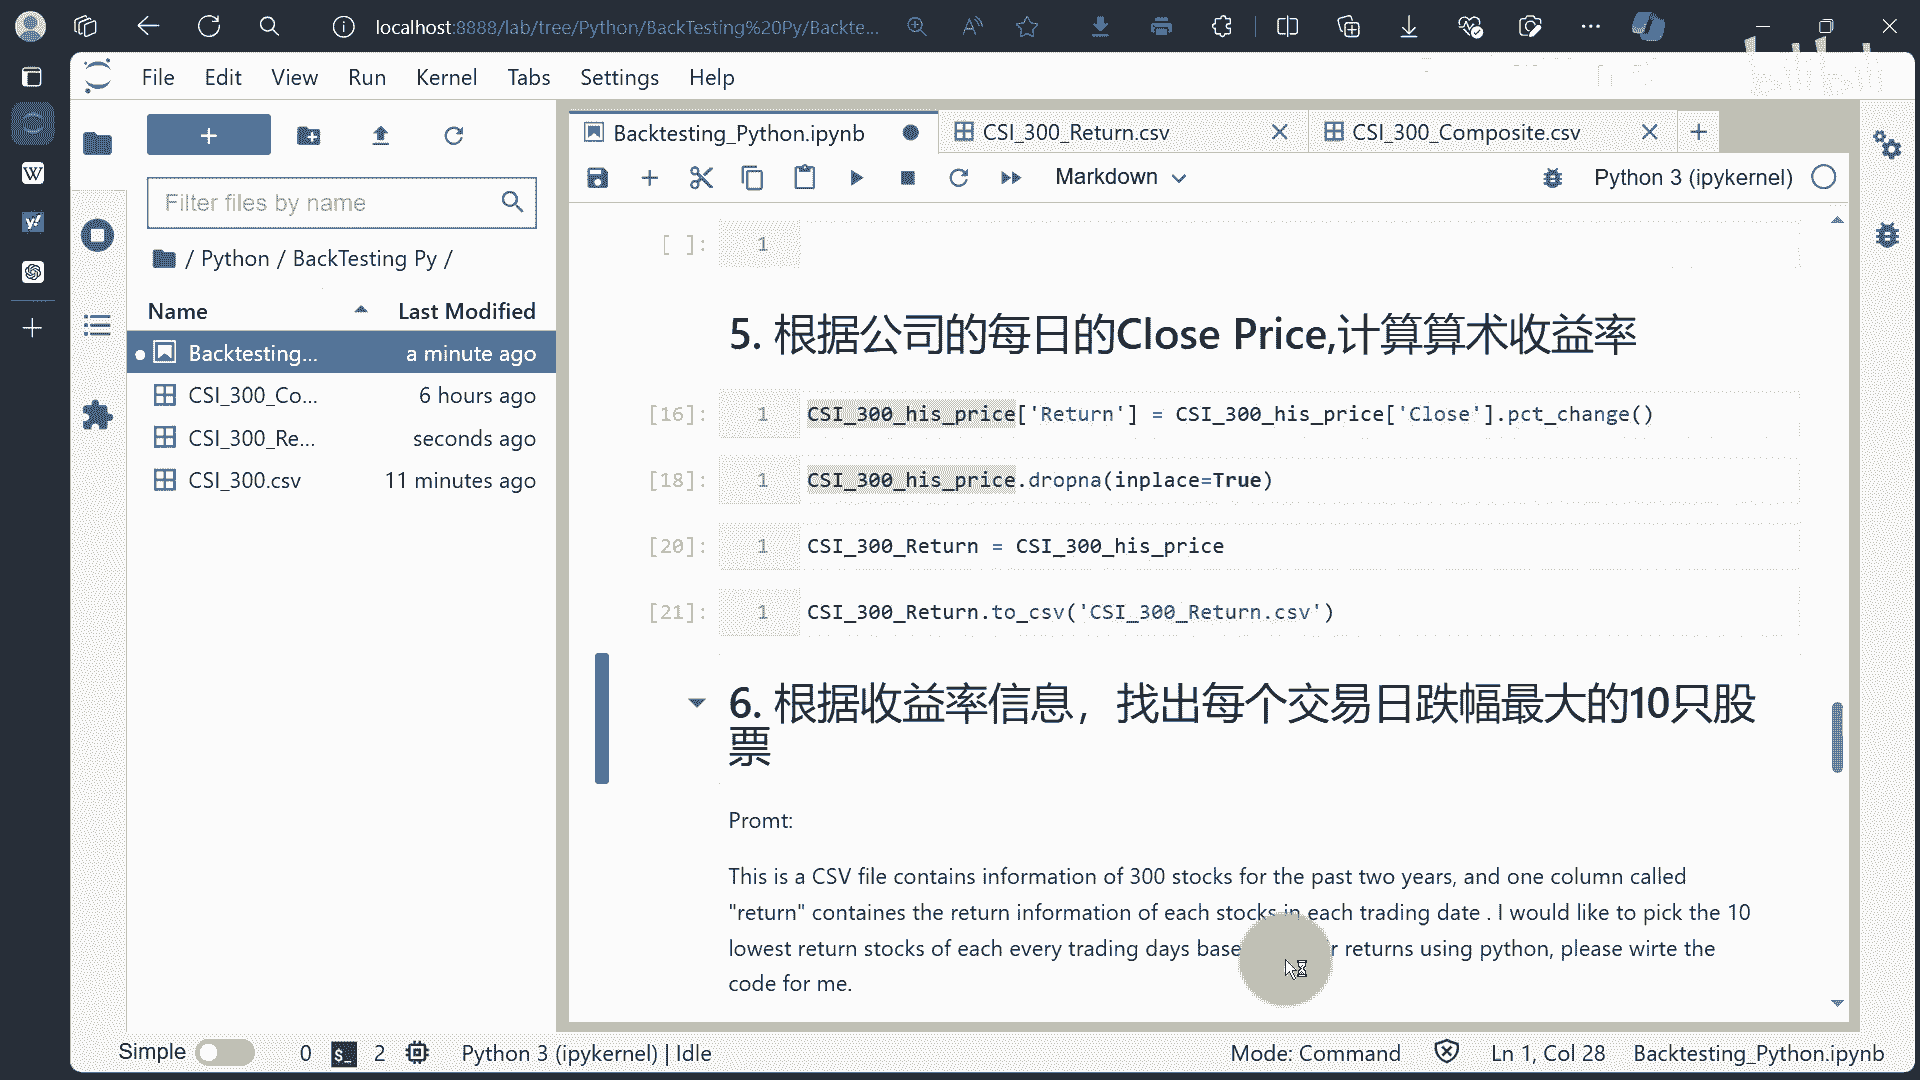 localhost:8888/lab/tree/Python/BackTesting%20Py/Backte...
bilibili
File Edit View Run Kernel Tabs Settings Help
Backtesting_Python.ipynb
CSI_300_Return.csv
CSI_300_Composite.csv
Filter files by name
Markdown
Python 3 (ipykernel)
/ Python / BackTesting Py /
Name Last Modified
Backtesting... a minute ago
CSI_300_Co... 6 hours ago
CSI_300_Re... seconds ago
CSI_300.csv 11 minutes ago
[ ]: 1
5. 根据公司的每日的Close Price,计算算术收益率
[16]: 1 CSI_300_his_price['Return'] = CSI_300_his_price['Close'].pct_change()
[18]: 1 CSI_300_his_price.dropna(inplace=True)
[20]: 1 CSI_300_Return = CSI_300_his_price
[21]: 1 CSI_300_Return.to_csv('CSI_300_Return.csv')
6. 根据收益率信息，找出每个交易日跌幅最大的10只股
票
Promt:
This is a CSV file contains information of 300 stocks for the past two years, and one column called
"return" containes the return information of each stocks in each trading date . I would like to pick the 10
lowest return stocks of each every trading days base r returns using python, please wirte the
code for me.
Simple 0 $_ 2 Python 3 (ipykernel) | Idle Mode: Command Ln 1, Col 28 Backtesting_Python.ipynb